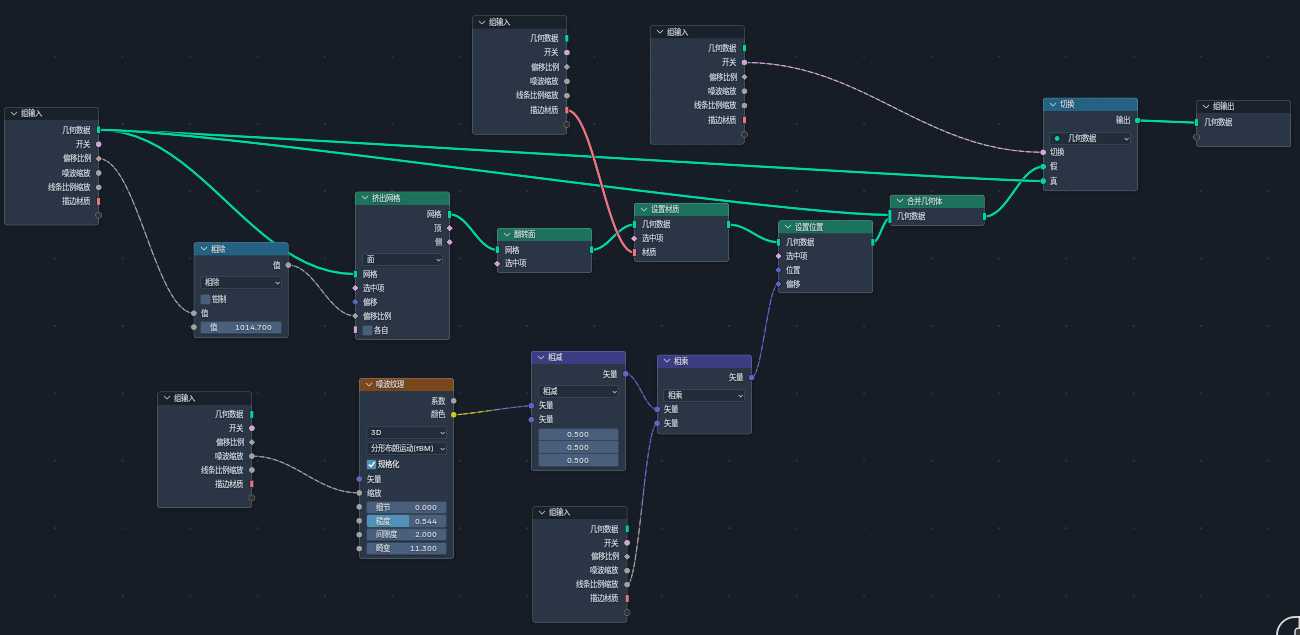 组输入
几何数据
开关
偏移比例
噪波缩放
线条比例缩放
描边材质
组输入
几何数据
开关
偏移比例
噪波缩放
线条比例缩放
描边材质
组输入
几何数据
开关
偏移比例
噪波缩放
线条比例缩放
描边材质
切换
输出
几何数据
切换
假
真
组输出
几何数据
挤出网格
网格
顶
侧
面
网格
选中项
偏移
偏移比例
各自
翻转面
网格
选中项
设置材质
几何数据
选中项
材质
设置位置
几何数据
选中项
位置
偏移
合并几何体
几何数据
相除
值
相除
钳制
值
值 1014.700
组输入
几何数据
开关
偏移比例
噪波缩放
线条比例缩放
描边材质
噪波纹理
系数
颜色
3D
分形布朗运动(fBM)
规格化
矢量
缩放
细节 0.000
糙度 0.544
间隙度 2.000
畸变 11.300
相减
矢量
相减
矢量
矢量
0.500
0.500
0.500
相乘
矢量
相乘
矢量
矢量
组输入
几何数据
开关
偏移比例
噪波缩放
线条比例缩放
描边材质